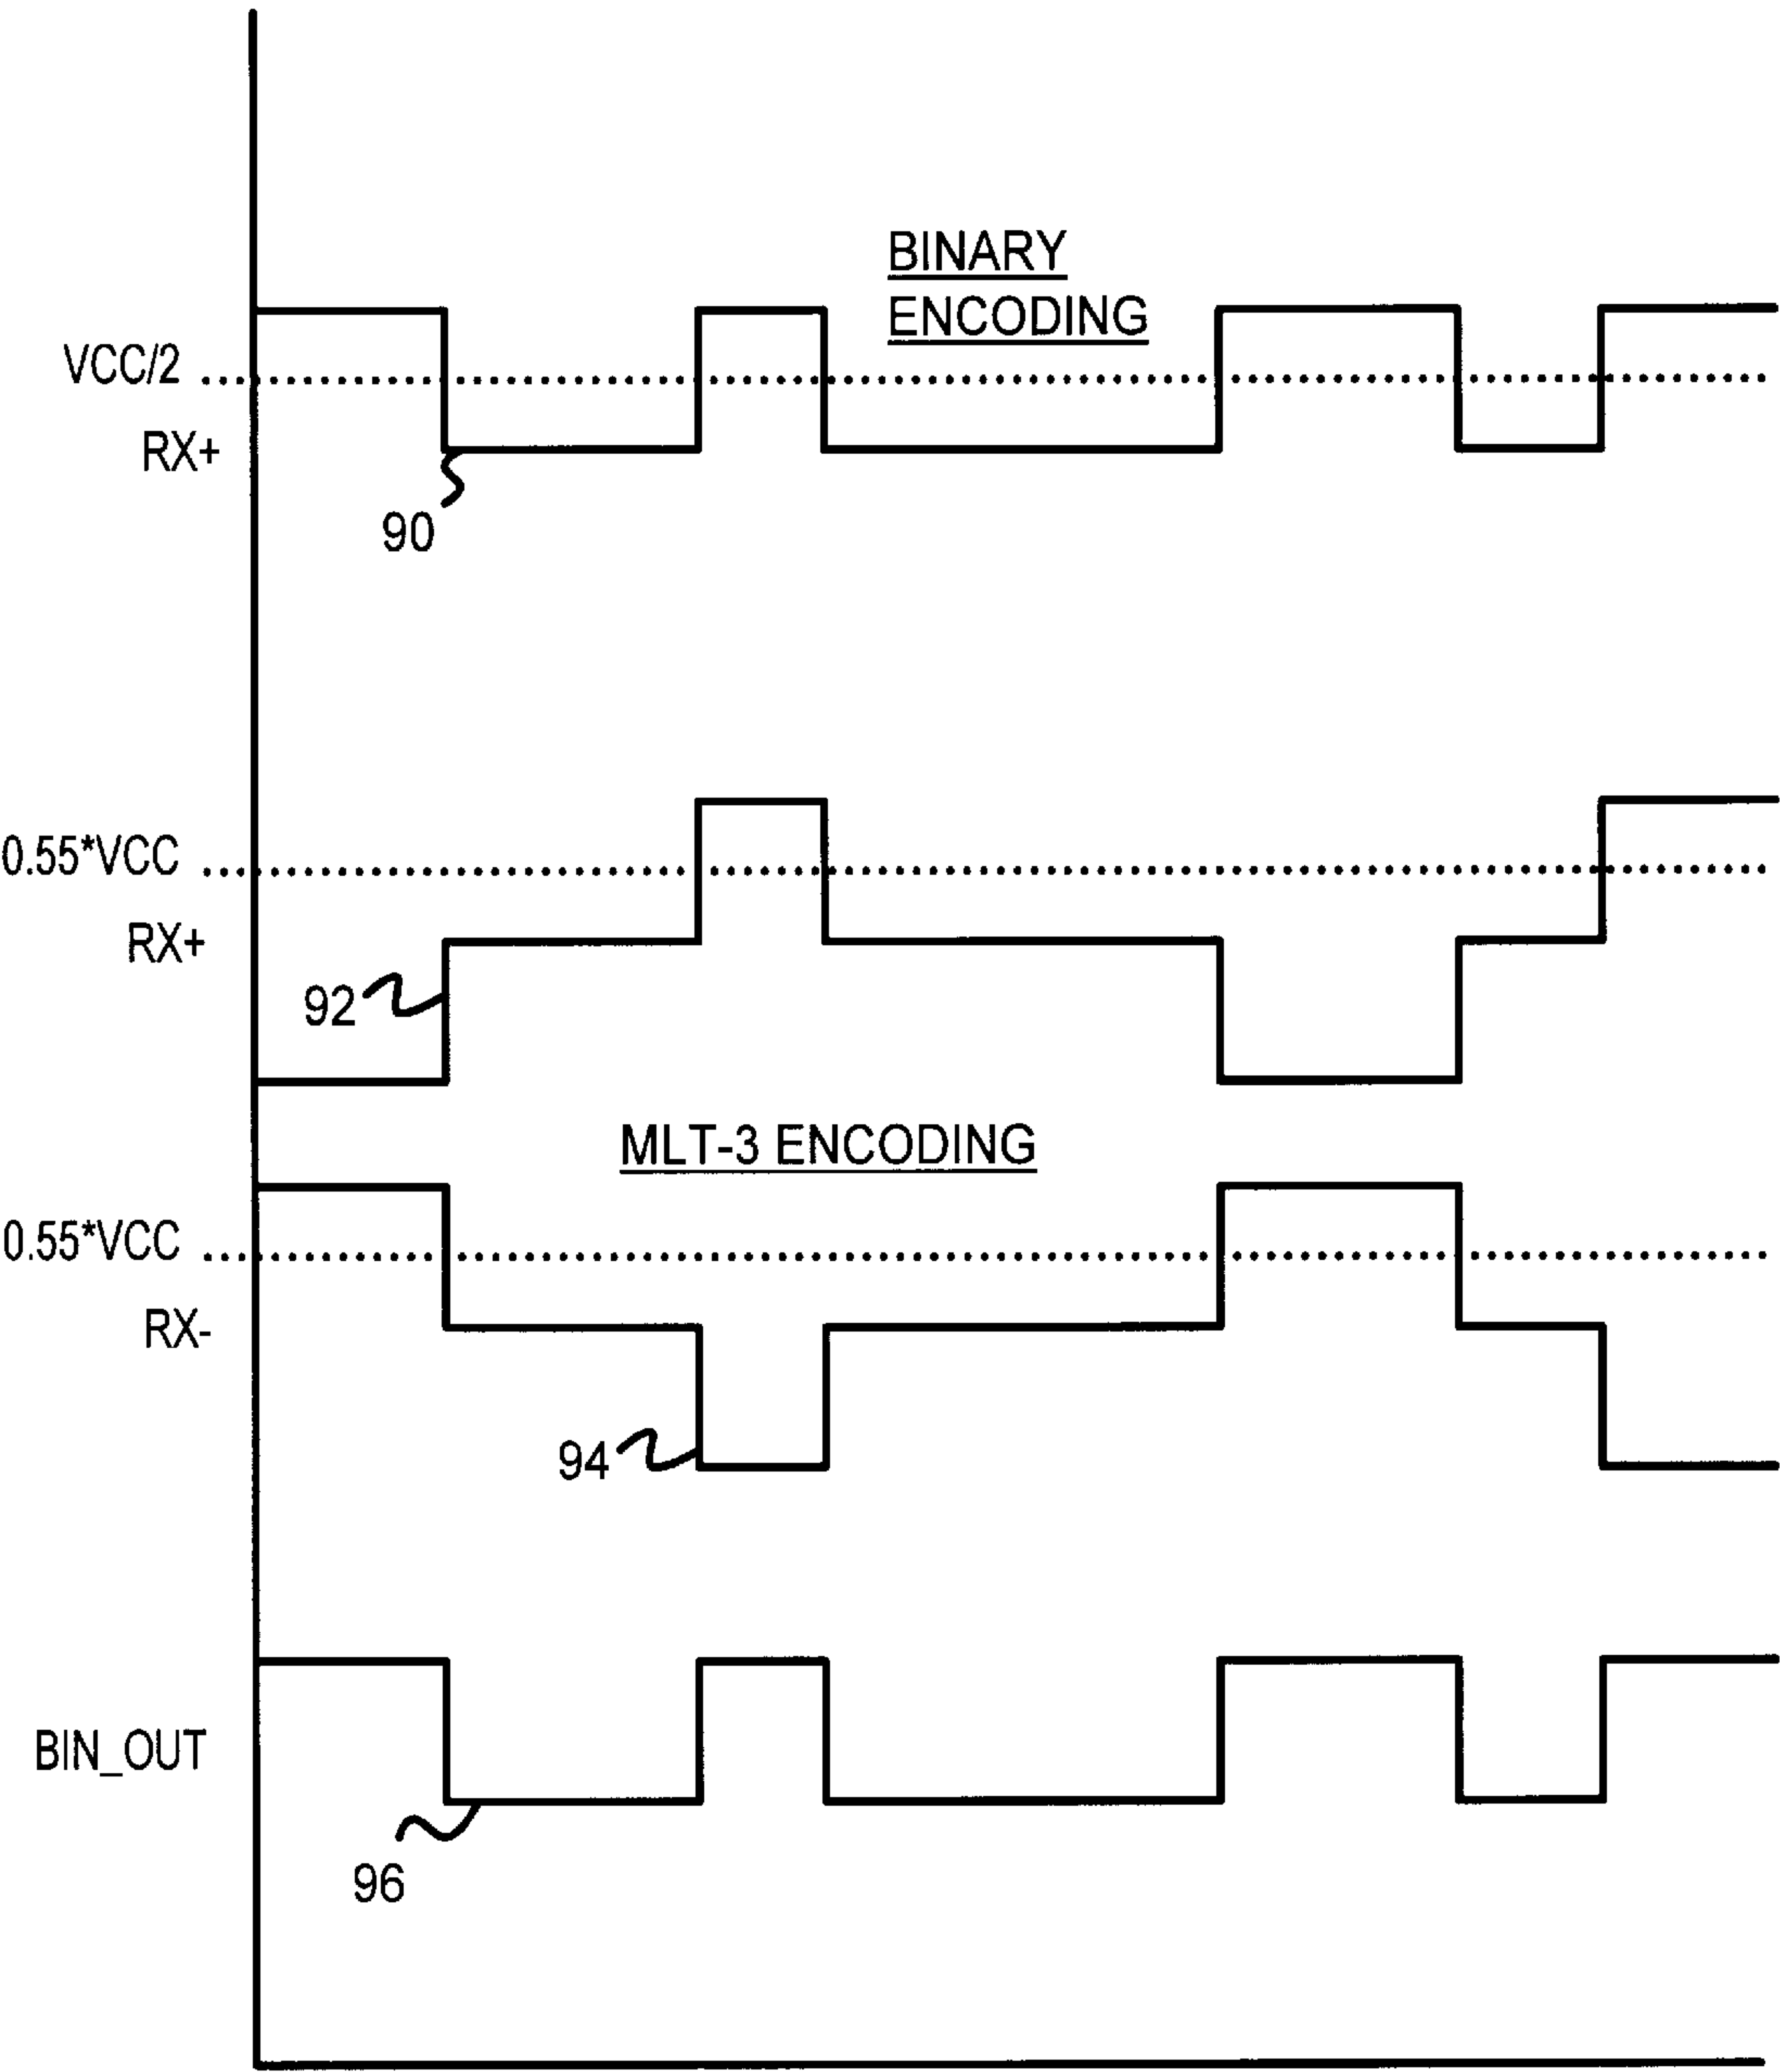 BINARY
ENCODING
VCC/2
RX+
90
0.55*VCC
RX+
92
MLT-3 ENCODING
0.55*VCC
RX-
94
BIN_OUT
96